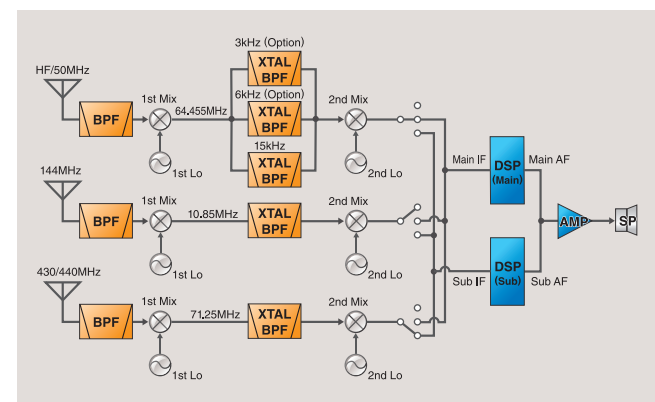 3kHz (Option)
HF/50MHz
XTAL
BPF
1st Mix
6kHz (Option)
2nd Mix
BPF
64.455MHz
XTAL
BPF
15kHz
1st Lo
XTAL
BPF
2nd Lo
Main IF
DSP
(Main)
Main AF
144MHz
1st Mix
2nd Mix
BPF
10.85MHz
XTAL
BPF
AMP
SP
1st Lo
2nd Lo
DSP
(Sub)
Sub IF
Sub AF
430/440MHz
1st Mix
2nd Mix
BPF
71.25MHz
XTAL
BPF
1st Lo
2nd Lo